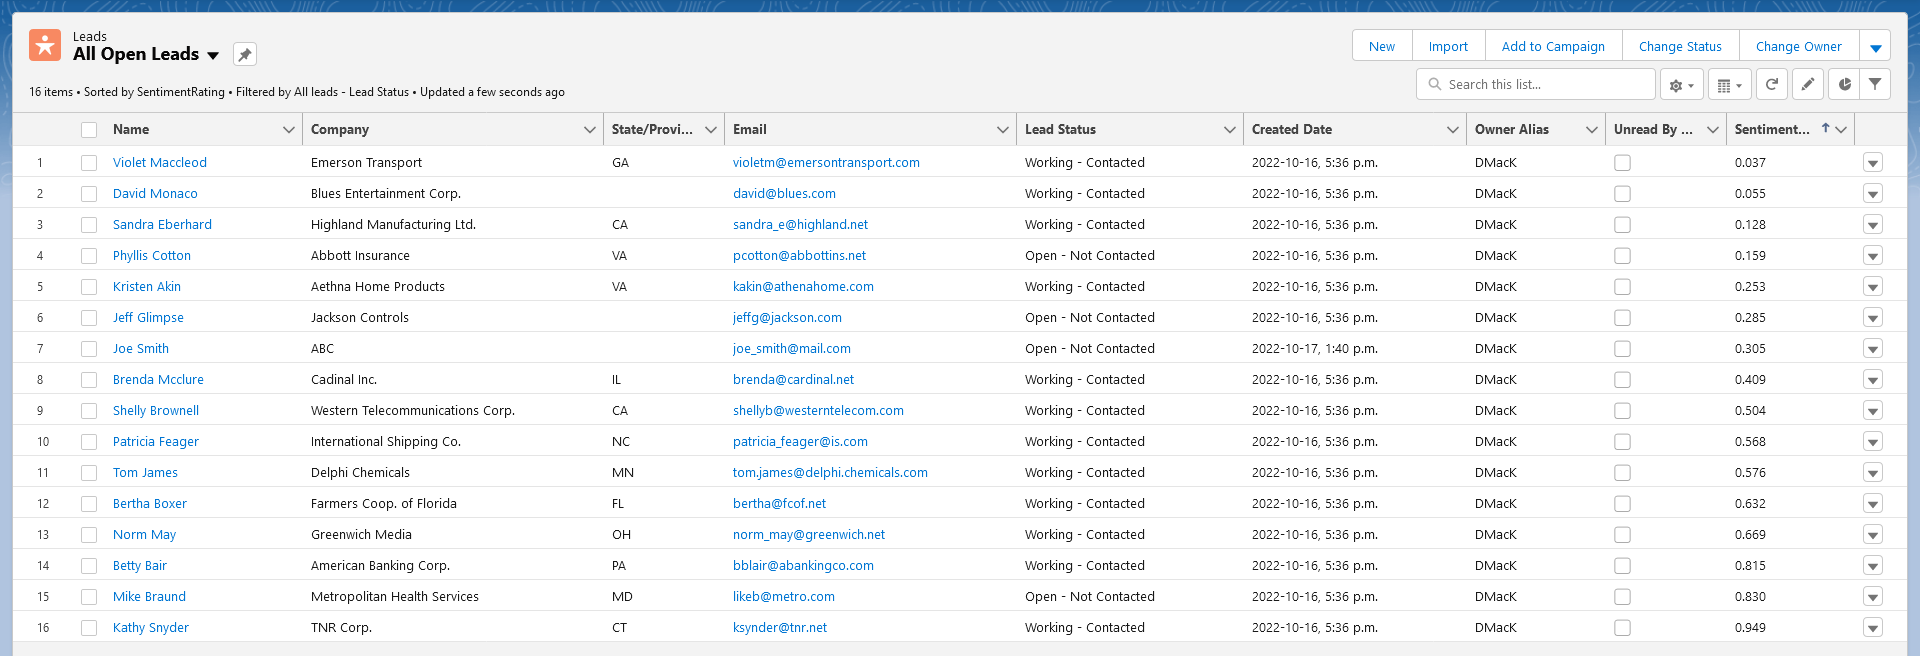 Leads
All Open Leads
New Import Add to Campaign Change Status Change Owner
16 items • Sorted by SentimentRating • Filtered by All leads - Lead Status • Updated a few seconds ago
Search this list...
Name Company State/Provi... Email Lead Status Created Date Owner Alias Unread By ... Sentiment...
1 Violet Maccleod Emerson Transport GA violetm@emersontransport.com Working - Contacted 2022-10-16, 5:36 p.m. DMacK 0.037
2 David Monaco Blues Entertainment Corp. david@blues.com Working - Contacted 2022-10-16, 5:36 p.m. DMacK 0.055
3 Sandra Eberhard Highland Manufacturing Ltd. CA sandra_e@highland.net Working - Contacted 2022-10-16, 5:36 p.m. DMacK 0.128
4 Phyllis Cotton Abbott Insurance VA pcotton@abbottins.net Open - Not Contacted 2022-10-16, 5:36 p.m. DMacK 0.159
5 Kristen Akin Aethna Home Products VA kakin@athenahome.com Working - Contacted 2022-10-16, 5:36 p.m. DMacK 0.253
6 Jeff Glimpse Jackson Controls jeffg@jackson.com Open - Not Contacted 2022-10-16, 5:36 p.m. DMacK 0.285
7 Joe Smith ABC joe_smith@mail.com Open - Not Contacted 2022-10-17, 1:40 p.m. DMacK 0.305
8 Brenda Mcclure Cadinal Inc. IL brenda@cardinal.net Working - Contacted 2022-10-16, 5:36 p.m. DMacK 0.409
9 Shelly Brownell Western Telecommunications Corp. CA shellyb@westerntelecom.com Working - Contacted 2022-10-16, 5:36 p.m. DMacK 0.504
10 Patricia Feager International Shipping Co. NC patricia_feager@is.com Working - Contacted 2022-10-16, 5:36 p.m. DMacK 0.568
11 Tom James Delphi Chemicals MN tom.james@delphi.chemicals.com Working - Contacted 2022-10-16, 5:36 p.m. DMacK 0.576
12 Bertha Boxer Farmers Coop. of Florida FL bertha@fcof.net Working - Contacted 2022-10-16, 5:36 p.m. DMacK 0.632
13 Norm May Greenwich Media OH norm_may@greenwich.net Working - Contacted 2022-10-16, 5:36 p.m. DMacK 0.669
14 Betty Bair American Banking Corp. PA bblair@abankingco.com Working - Contacted 2022-10-16, 5:36 p.m. DMacK 0.815
15 Mike Braund Metropolitan Health Services MD likeb@metro.com Open - Not Contacted 2022-10-16, 5:36 p.m. DMacK 0.830
16 Kathy Snyder TNR Corp. CT ksynder@tnr.net Working - Contacted 2022-10-16, 5:36 p.m. DMacK 0.949